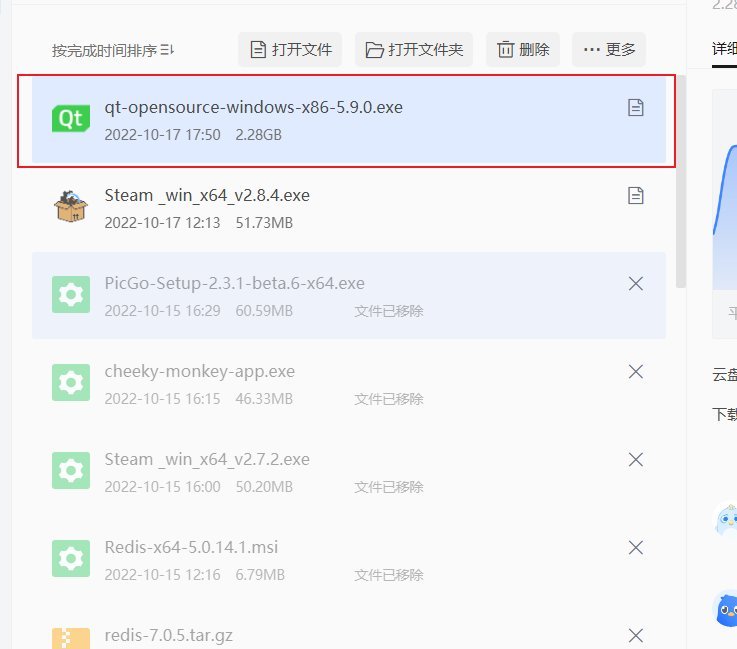 2.28
按完成时间排序
打开文件
打开文件夹
删除
··· 更多
详细
Qt
qt-opensource-windows-x86-5.9.0.exe
2022-10-17 17:50 2.28GB
Steam _win_x64_v2.8.4.exe
2022-10-17 12:13 51.73MB
PicGo-Setup-2.3.1-beta.6-x64.exe
2022-10-15 16:29 60.59MB 文件已移除
cheeky-monkey-app.exe
2022-10-15 16:15 46.33MB 文件已移除
云盘
下载
Steam _win_x64_v2.7.2.exe
2022-10-15 16:00 50.20MB 文件已移除
Redis-x64-5.0.14.1.msi
2022-10-15 12:16 6.79MB 文件已移除
redis-7.0.5.tar.gz